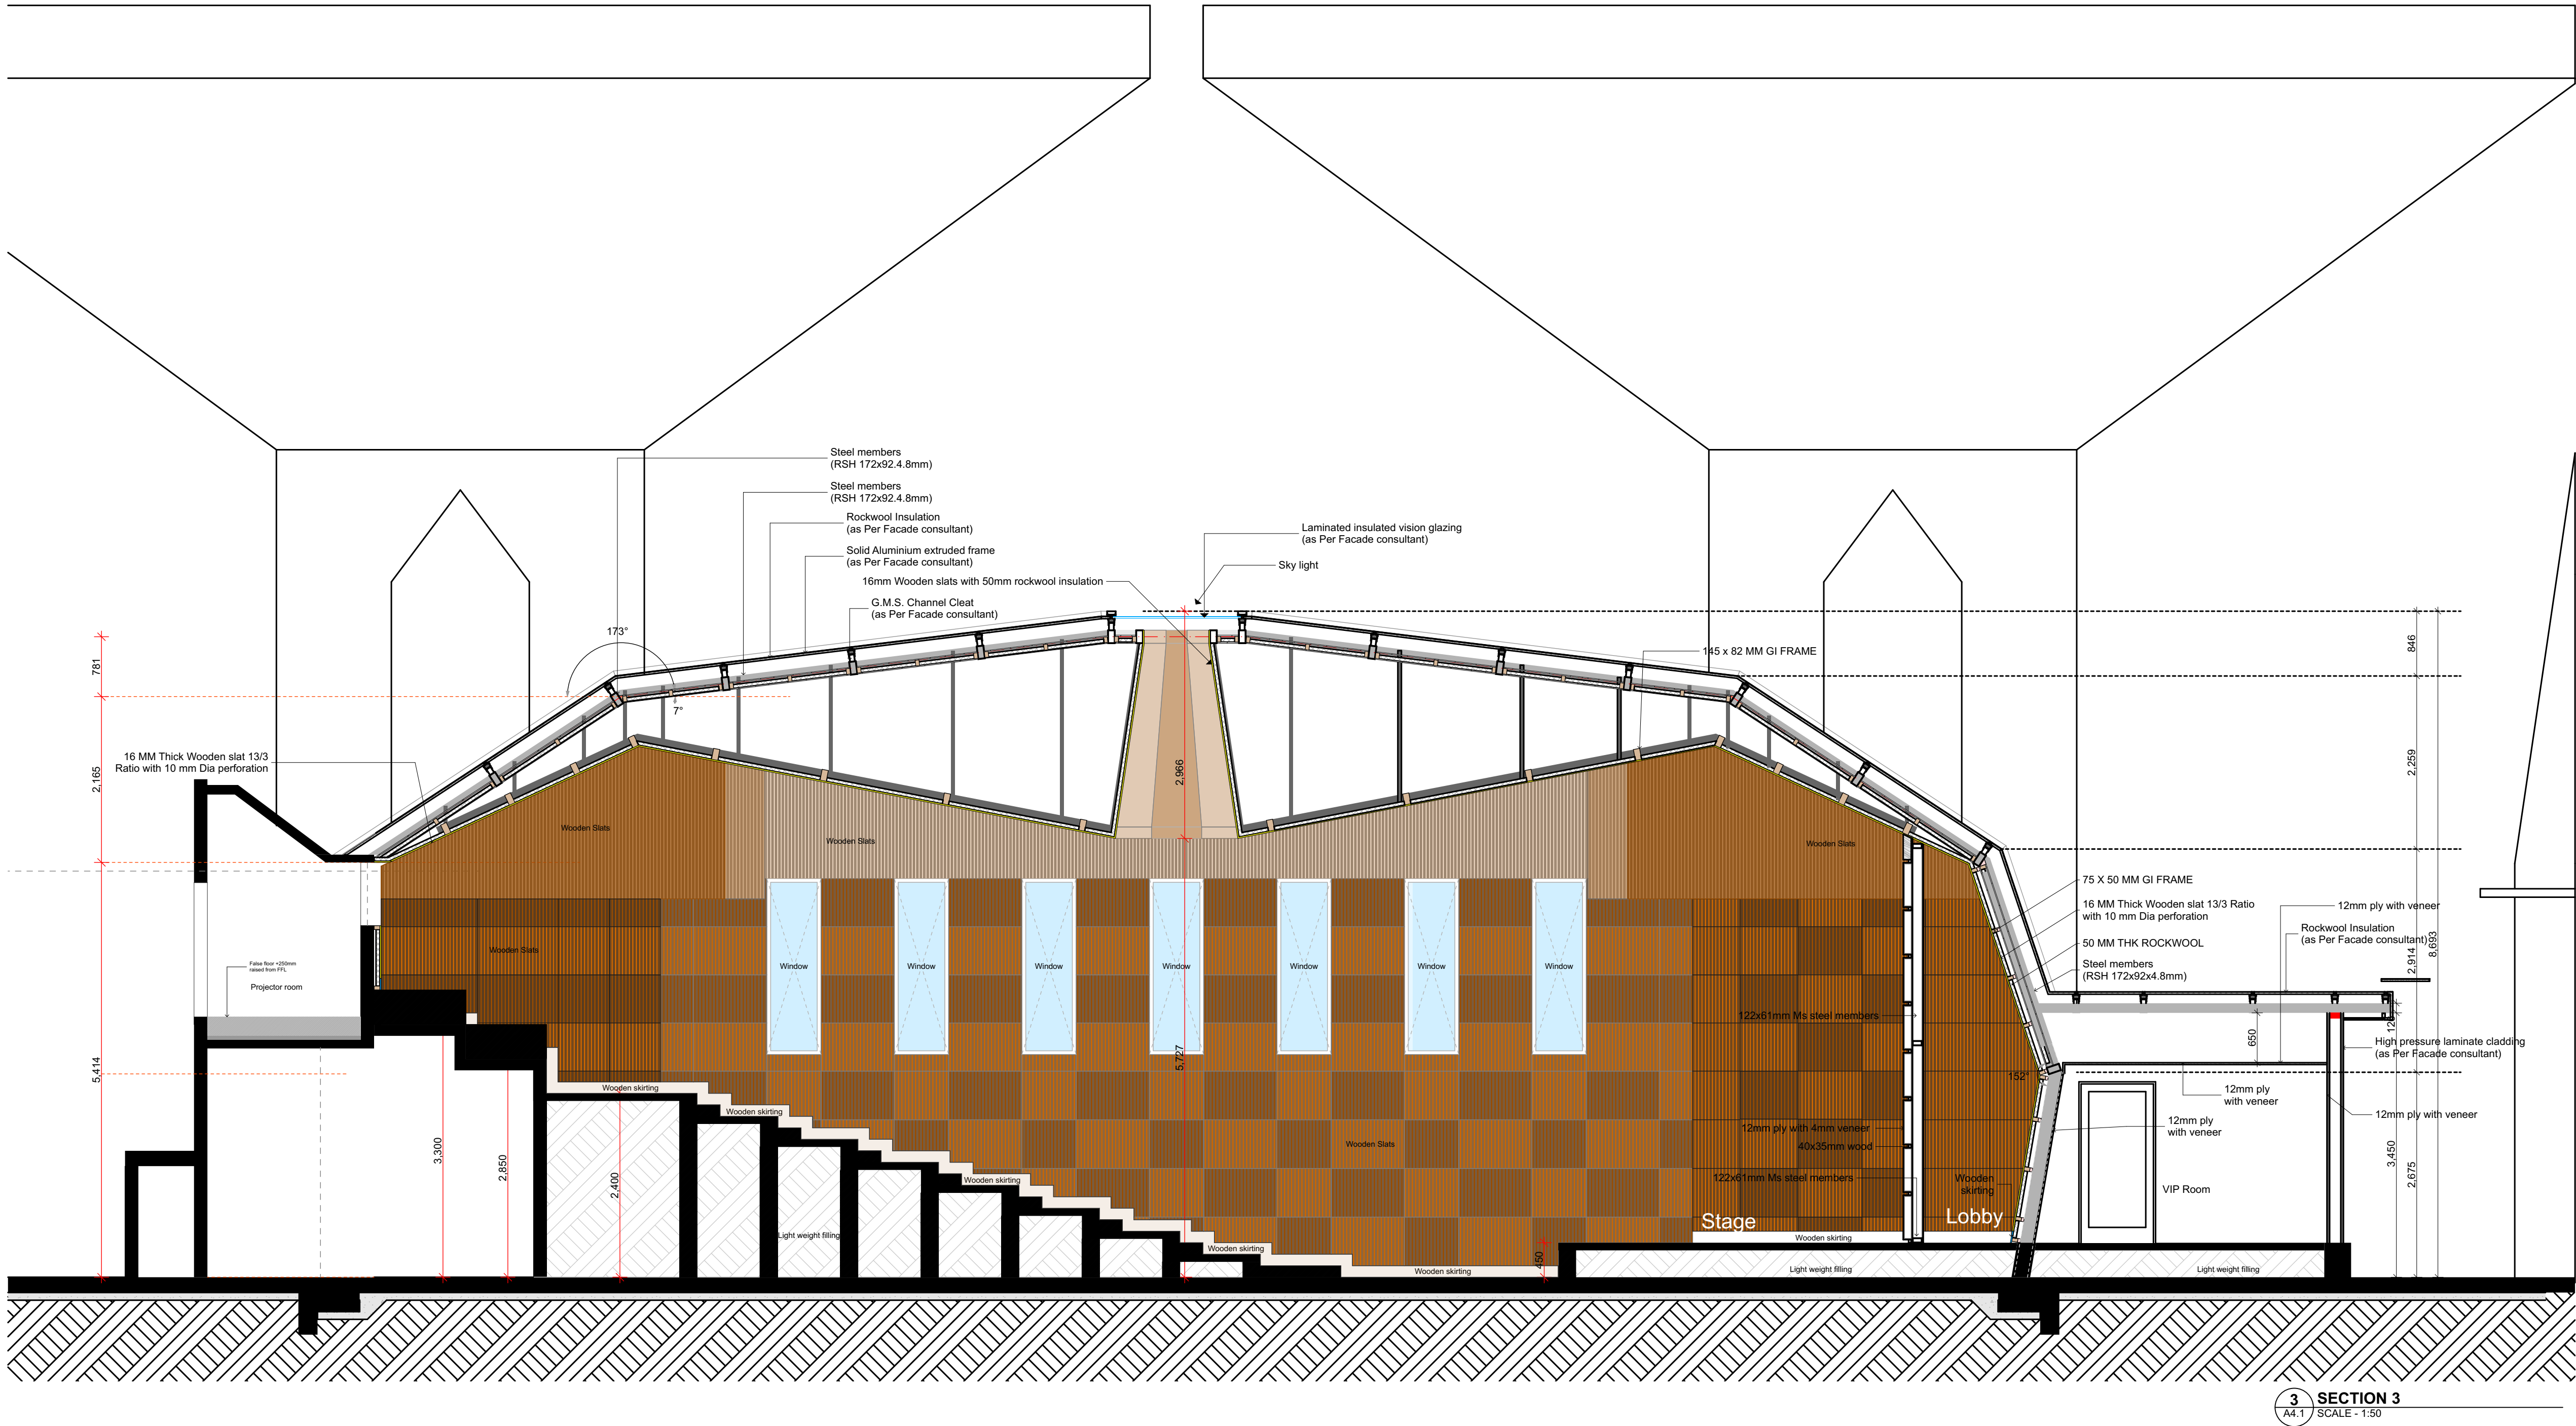 Steel members
(RSH 172x92.4.8mm)
Steel members
(RSH 172x92.4.8mm)
Rockwool Insulation
(as Per Facade consultant)
Solid Aluminium extruded frame
(as Per Facade consultant)
16mm Wooden slats with 50mm rockwool insulation
G.M.S. Channel Cleat
(as Per Facade consultant)
Laminated insulated vision glazing
(as Per Facade consultant)
Sky light
173°
7°
781
2,165
5,414
16 MM Thick Wooden slat 13/3
Ratio with 10 mm Dia perforation
145 x 82 MM GI FRAME
846
2,259
2,914
8,693
2,675
2,966
5,727
Wooden Slats
Wooden Slats
Wooden Slats
Wooden Slats
Wooden Slats
Window
Window
Window
Window
Window
Window
Window
False floor +250mm
raised from FFL
Projector room
75 X 50 MM GI FRAME
16 MM Thick Wooden slat 13/3 Ratio
with 10 mm Dia perforation
50 MM THK ROCKWOOL
Steel members
(RSH 172x92x4.8mm)
12mm ply with veneer
Rockwool Insulation
(as Per Facade consultant)
122x61mm Ms steel members
650
High pressure laminate cladding
(as Per Facade consultant)
152°
12mm ply
with veneer
12mm ply with veneer
12mm ply
with veneer
12mm ply with 4mm veneer
40x35mm wood
122x61mm Ms steel members
Wooden
skirting
VIP Room
3,450
3,300
2,850
2,400
450
Wooden skirting
Wooden skirting
Wooden skirting
Wooden skirting
Wooden skirting
Wooden skirting
Wooden skirting
Stage
Lobby
Light weight filling
Light weight filling
Light weight filling
3
A4.1
SECTION 3
SCALE - 1:50